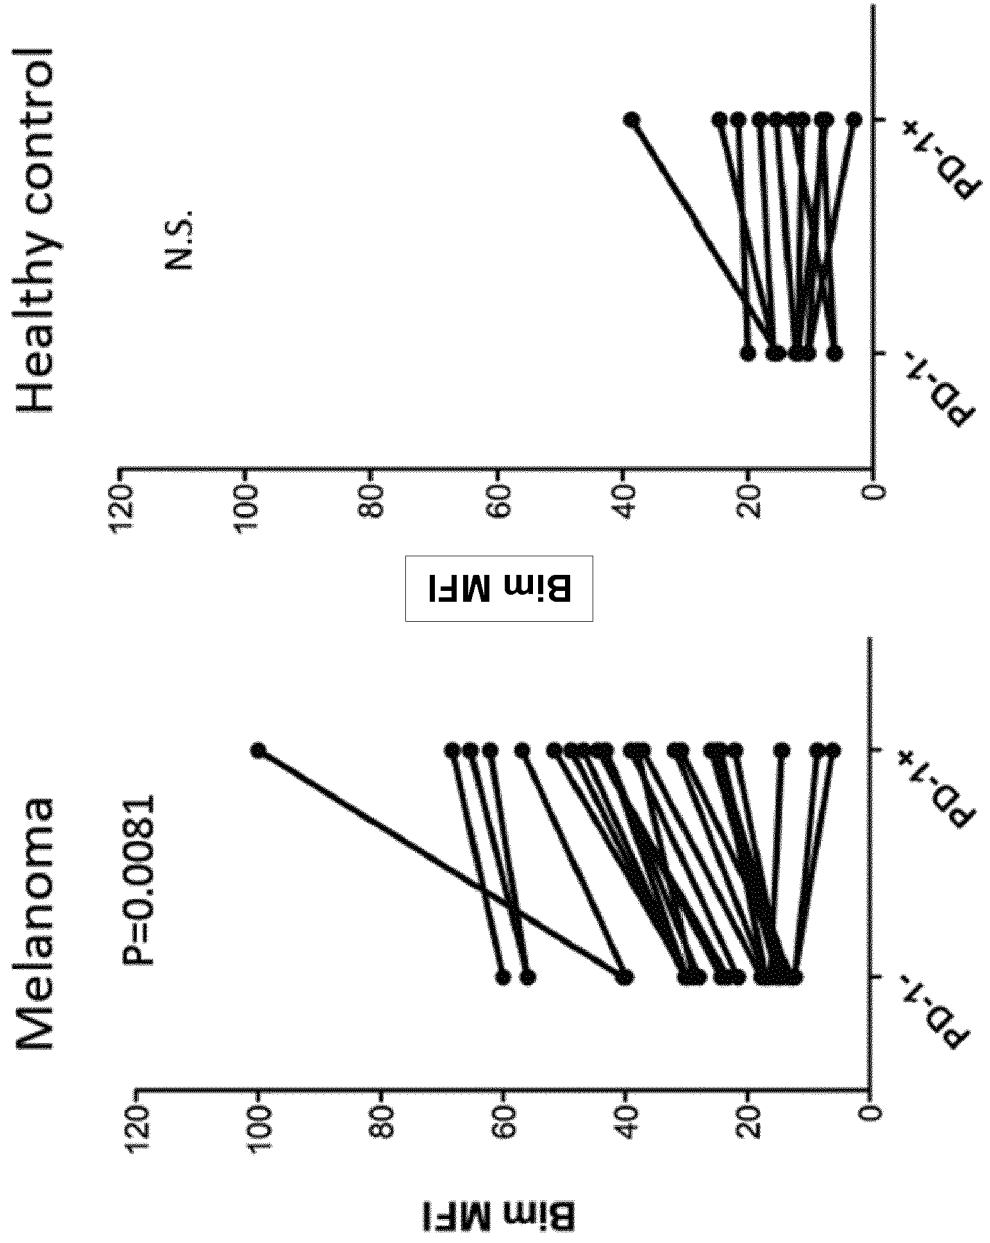 Melanoma
P=0.0081
Bim MFI
120
100
80
60
40
20
0
PD-1-
PD-1+
Healthy control
N.S.
Bim MFI
120
100
80
60
40
20
0
PD-1-
PD-1+